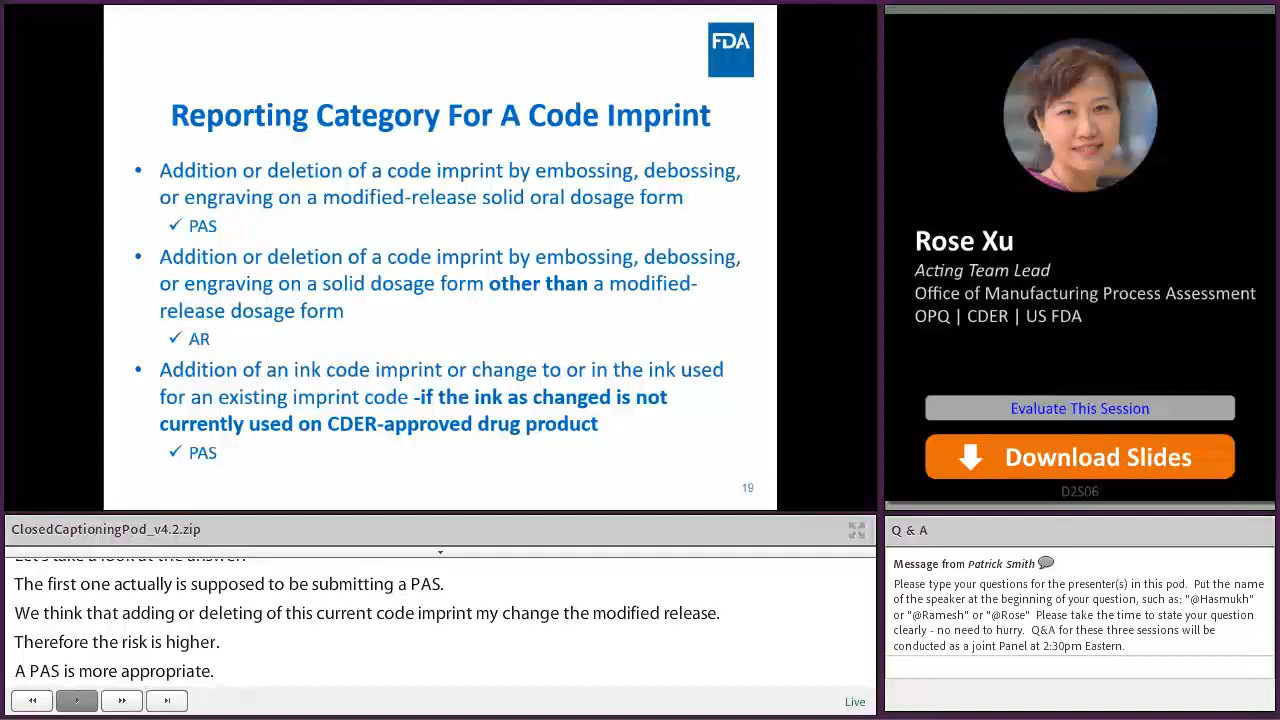 FDA
Reporting Category For A Code Imprint
• Addition or deletion of a code imprint by embossing, debossing,
or engraving on a modified-release solid oral dosage form
✓ PAS
• Addition or deletion of a code imprint by embossing, debossing,
or engraving on a solid dosage form other than a modified-
release dosage form
✓ AR
• Addition of an ink code imprint or change to or in the ink used
for an existing imprint code -if the ink as changed is not
currently used on CDER-approved drug product
✓ PAS
19
Rose Xu
Acting Team Lead
Office of Manufacturing Process Assessment
OPQ | CDER | US FDA
Evaluate This Session
Download Slides
D2S06
ClosedCaptioningPod_v4.2.zip
Let's take a look at the answer.
The first one actually is supposed to be submitting a PAS.
We think that adding or deleting of this current code imprint my change the modified release.
Therefore the risk is higher.
A PAS is more appropriate.
Live
Q & A
Message from Patrick Smith
Please type your questions for the presenter(s) in this pod. Put the name
of the speaker at the beginning of your question, such as: "@Hasmukh"
or "@Ramesh" or "@Rose" Please take the time to state your question
clearly - no need to hurry. Q&A for these three sessions will be
conducted as a joint Panel at 2:30pm Eastern.